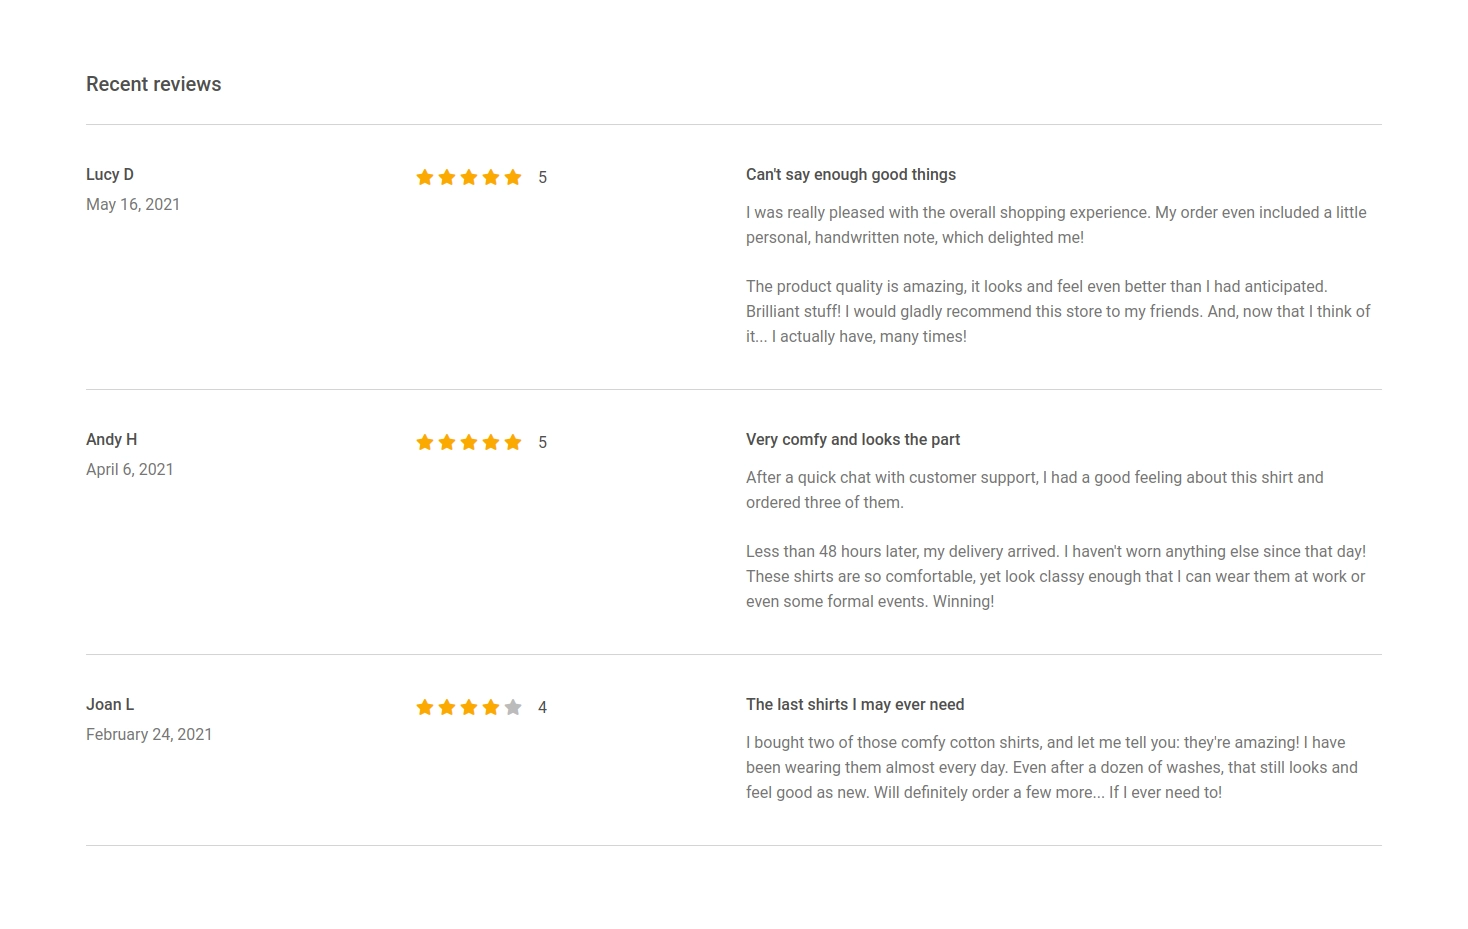 Recent reviews
Lucy D
May 16, 2021
5
Can't say enough good things
I was really pleased with the overall shopping experience. My order even included a little
personal, handwritten note, which delighted me!
The product quality is amazing, it looks and feel even better than I had anticipated.
Brilliant stuff! I would gladly recommend this store to my friends. And, now that I think of
it... I actually have, many times!
Andy H
April 6, 2021
5
Very comfy and looks the part
After a quick chat with customer support, I had a good feeling about this shirt and
ordered three of them.
Less than 48 hours later, my delivery arrived. I haven't worn anything else since that day!
These shirts are so comfortable, yet look classy enough that I can wear them at work or
even some formal events. Winning!
Joan L
February 24, 2021
4
The last shirts I may ever need
I bought two of those comfy cotton shirts, and let me tell you: they're amazing! I have
been wearing them almost every day. Even after a dozen of washes, that still looks and
feel good as new. Will definitely order a few more... If I ever need to!